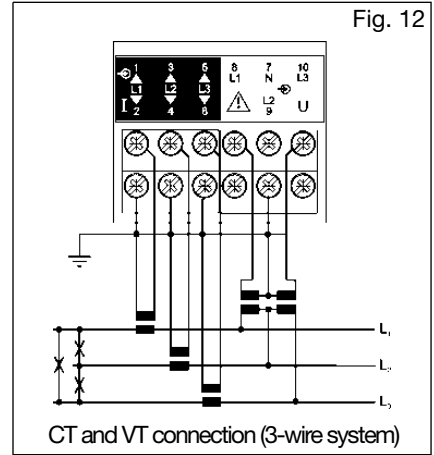 Fig. 12
1 3 5 8 7 10
L1 N L3
L1 L2 L3
L2
I 2 4 6 9 U
L1
L2
L3
CT and VT connection (3-wire system)